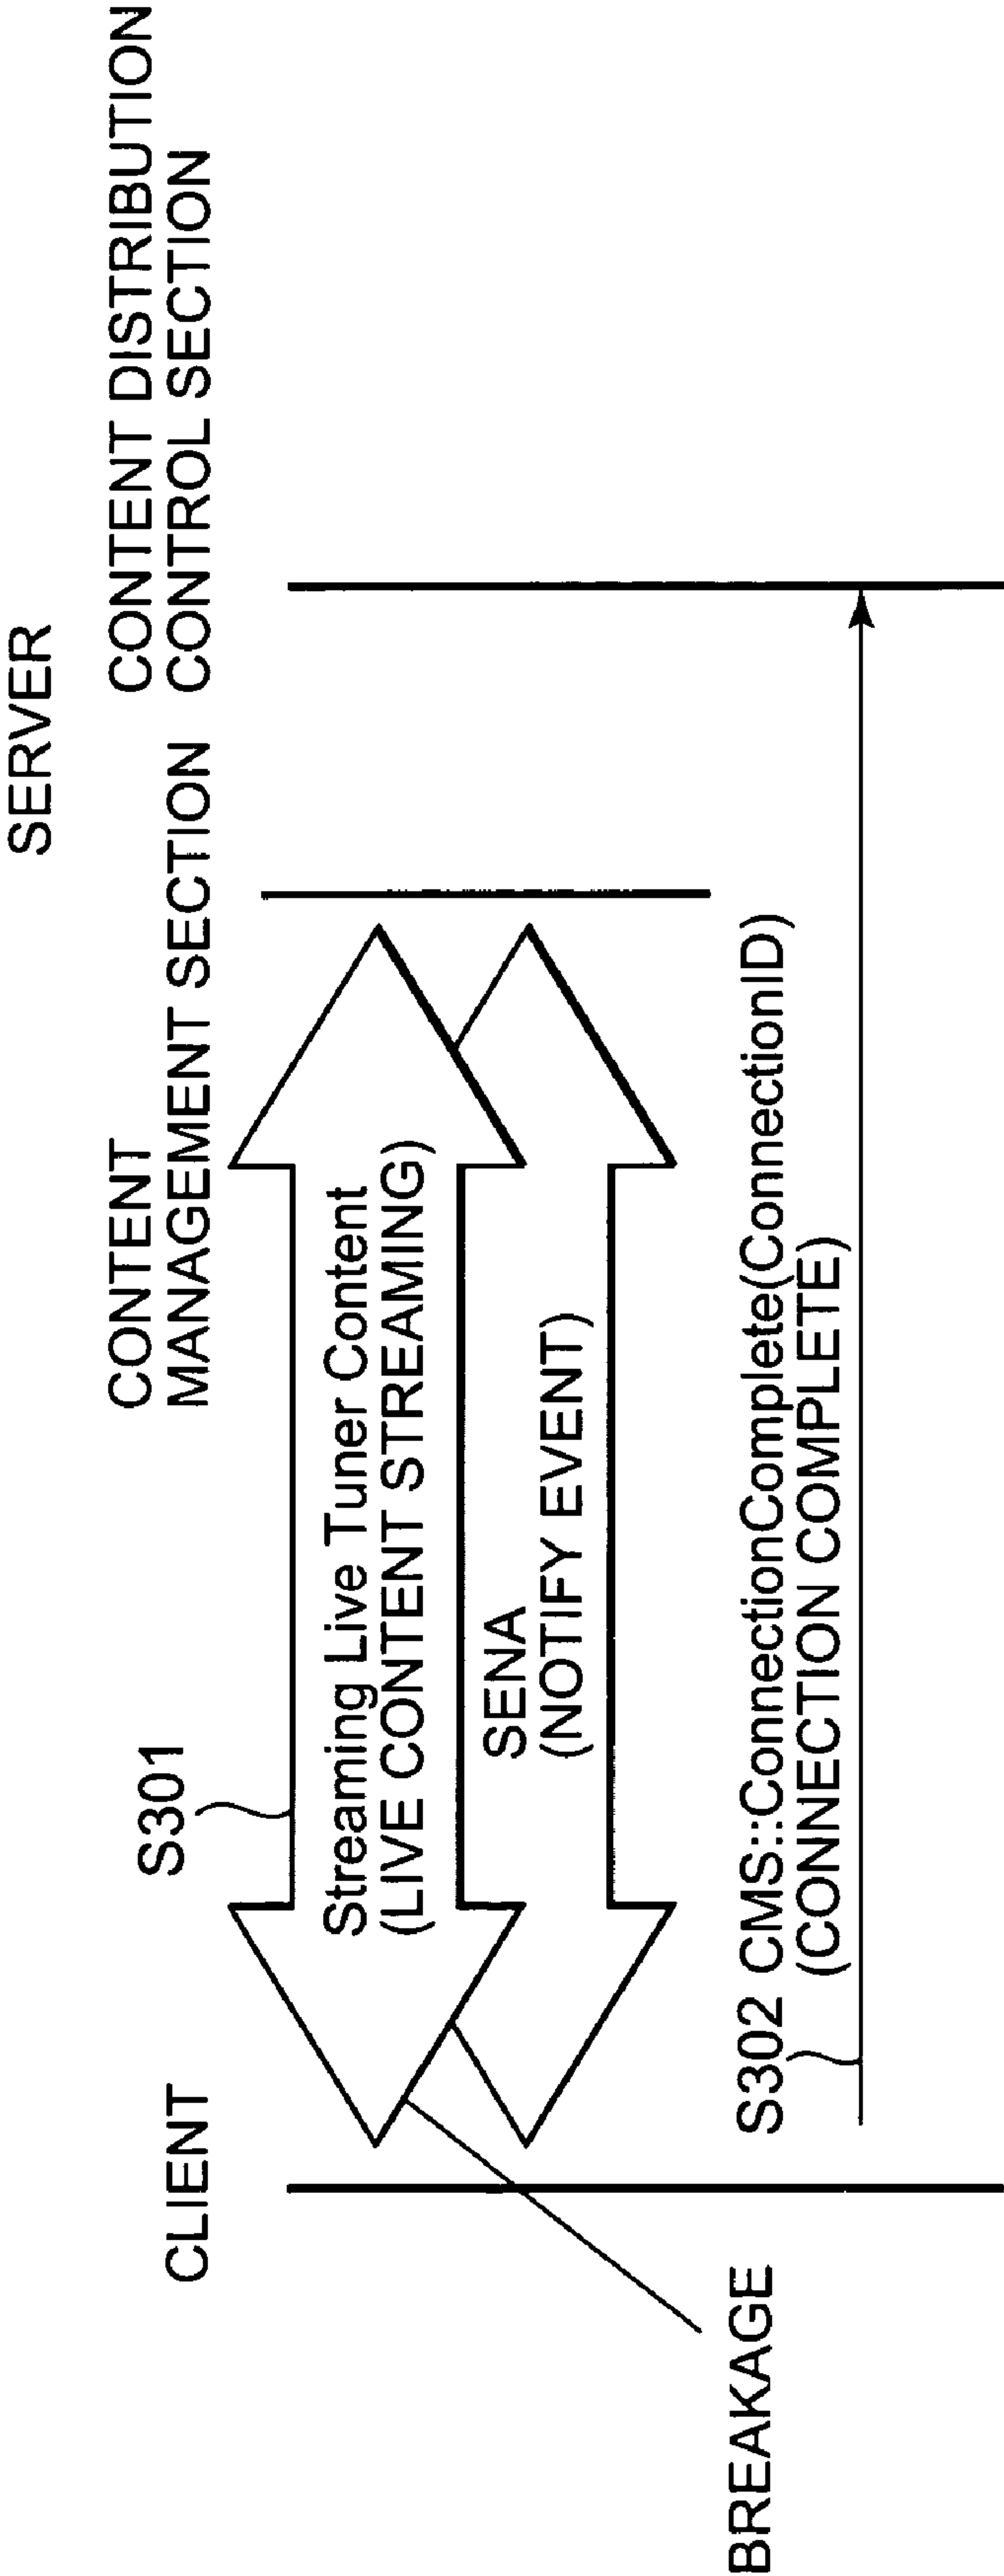 SERVER
CLIENT
CONTENT
MANAGEMENT SECTION
CONTENT DISTRIBUTION
CONTROL SECTION
S301
Streaming Live Tuner Content
(LIVE CONTENT STREAMING)
SENA
(NOTIFY EVENT)
BREAKAGE
S302 CMS::ConnectionComplete(ConnectionID)
(CONNECTION COMPLETE)